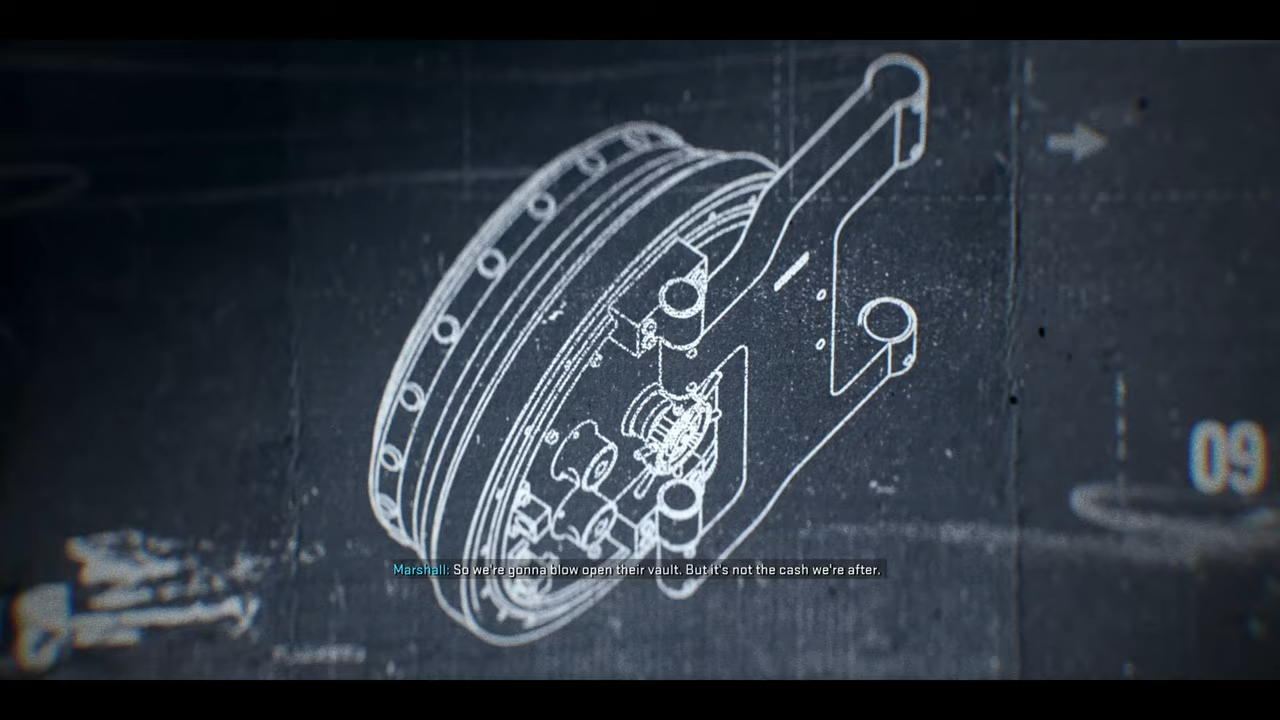 09
Marshall: So we're gonna blow open their vault. But it's not the cash we're after.